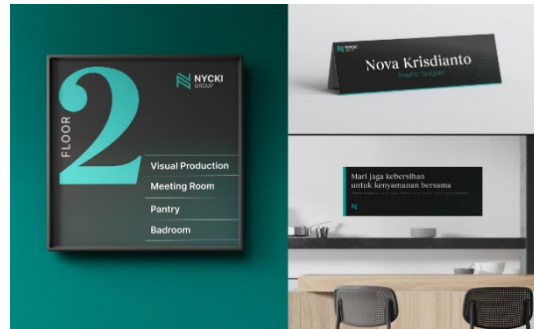 FLOOR
2
NYCKI
GROUP
Visual Production
Meeting Room
Pantry
Badroom
Nova Krisdianto
Graphic Designer
Mari jaga kebersihan
untuk kenyamanan bersama